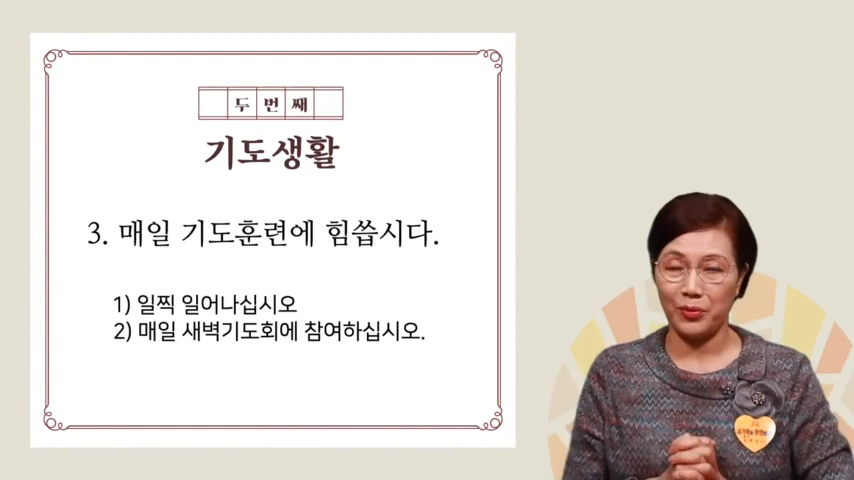 두번째
기도생활
3. 매일 기도훈련에 힘씁시다.
1) 일찍 일어나십시오
2) 매일 새벽기도회에 참여하십시오.